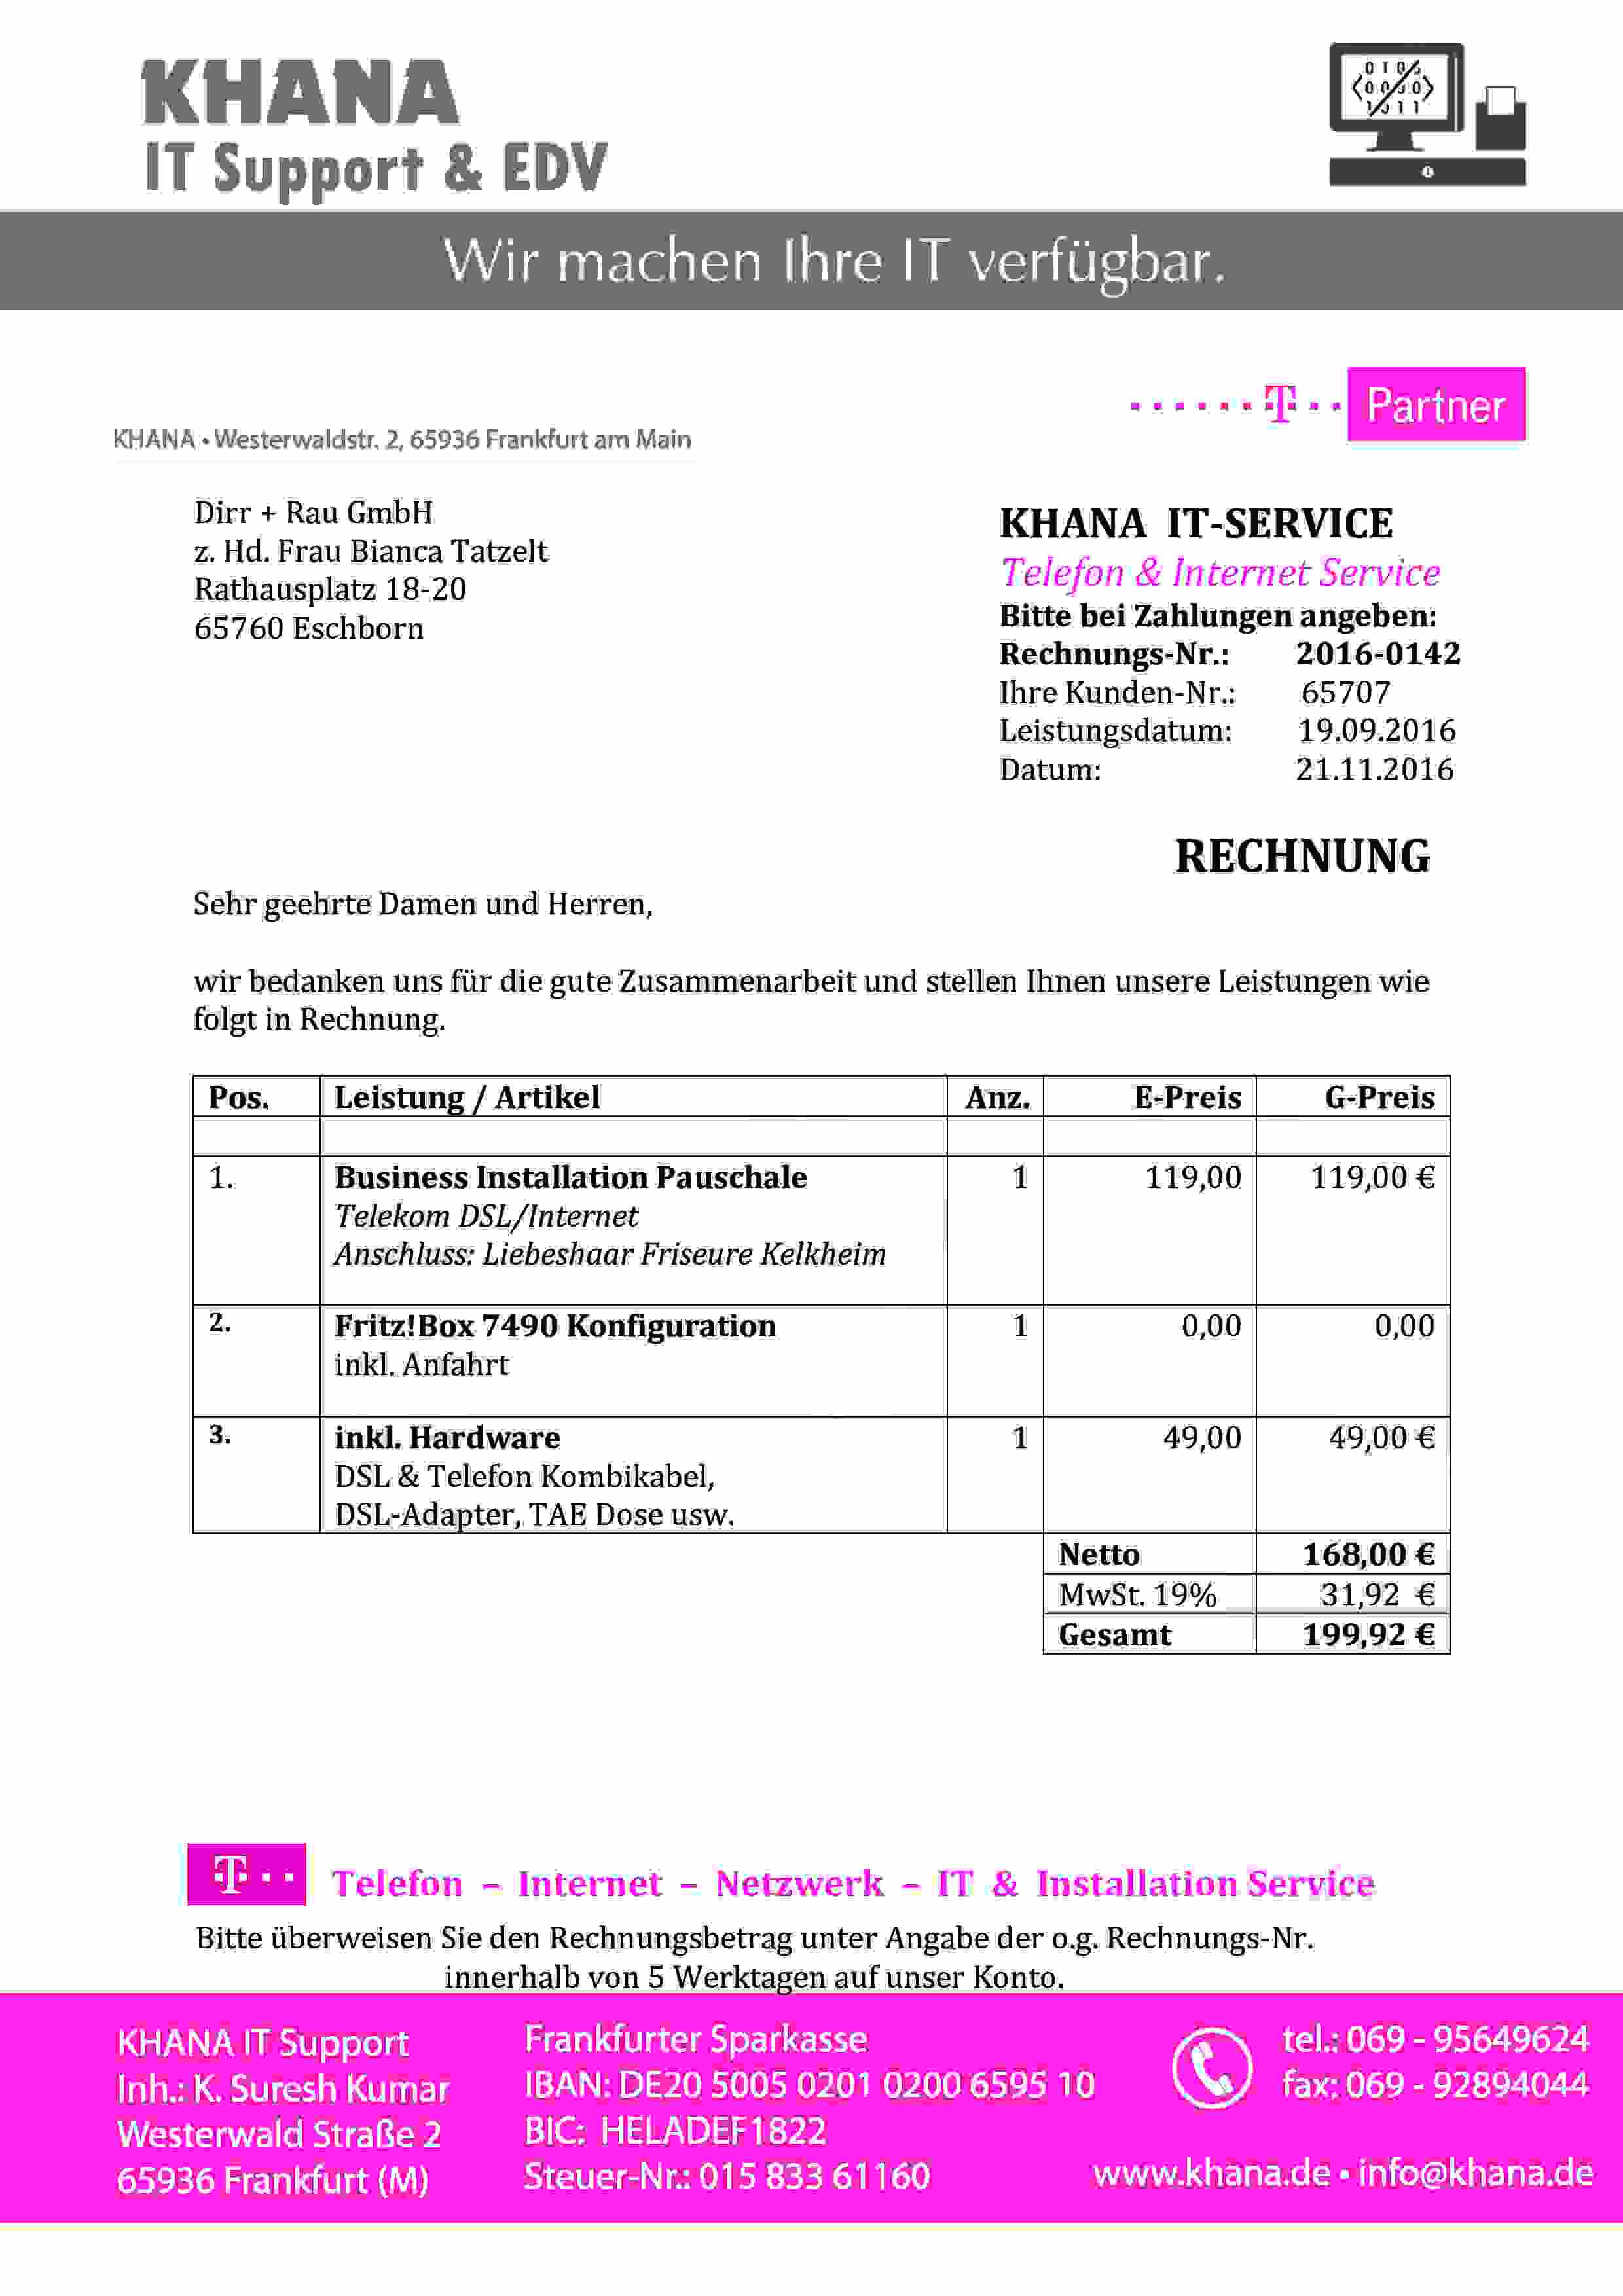 KHANA
IT Support & EDV
Wir machen Ihre IT verfügbar.
T Partner
KHANA • Westerwaldstr. 2, 65936 Frankfurt am Main
Dirr + Rau GmbH
z. Hd. Frau Bianca Tatzelt
Rathausplatz 18-20
65760 Eschborn
KHANA IT-SERVICE
Telefon & Internet Service
Bitte bei Zahlungen angeben:
Rechnungs-Nr.: 2016-0142
Ihre Kunden-Nr.: 65707
Leistungsdatum: 19.09.2016
Datum: 21.11.2016
RECHNUNG
Sehr geehrte Damen und Herren,
wir bedanken uns für die gute Zusammenarbeit und stellen Ihnen unsere Leistungen wie
folgt in Rechnung.
Pos. Leistung / Artikel Anz. E-Preis G-Preis
1. Business Installation Pauschale 1 119,00 119,00 €
Telekom DSL/Internet
Anschluss: Liebeshaar Friseure Kelkheim
2. Fritz!Box 7490 Konfiguration 1 0,00 0,00
inkl. Anfahrt
3. inkl. Hardware 1 49,00 49,00 €
DSL & Telefon Kombikabel,
DSL-Adapter, TAE Dose usw.
Netto 168,00 €
MwSt. 19% 31,92 €
Gesamt 199,92 €
T Telefon – Internet – Netzwerk – IT & Installation Service
Bitte überweisen Sie den Rechnungsbetrag unter Angabe der o.g. Rechnungs-Nr.
innerhalb von 5 Werktagen auf unser Konto.
KHANA IT Support
Inh.: K. Suresh Kumar
Westerwald Straße 2
65936 Frankfurt (M)
Frankfurter Sparkasse
IBAN: DE20 5005 0201 0200 6595 10
BIC: HELADEF1822
Steuer-Nr.: 015 833 61160
tel.: 069 - 95649624
fax: 069 - 92894044
www.khana.de • info@khana.de